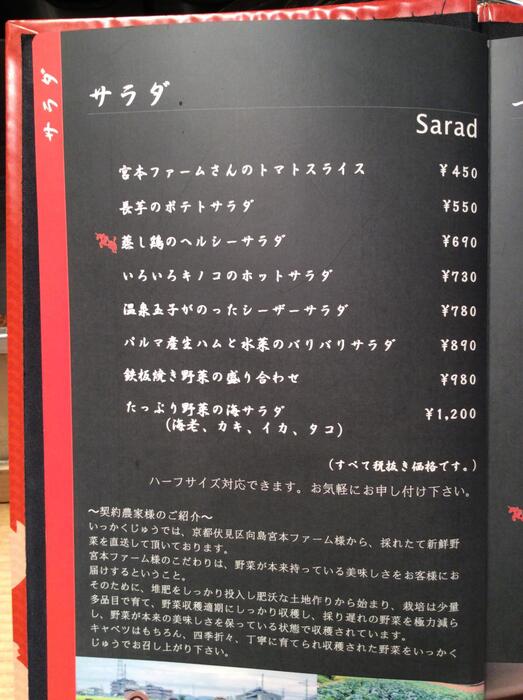 サラダ
サラダ
Sarad
宮本ファームさんのトマトスライス ¥450
長芋のポテトサラダ ¥550
蒸し鶏のヘルシーサラダ ¥690
いろいろキノコのホットサラダ ¥730
温泉玉子がのったシーザーサラダ ¥780
パルマ産生ハムと水菜のバリバリサラダ ¥890
鉄板焼き野菜の盛り合わせ ¥980
たっぷり野菜の海サラダ ¥1,200
(海老、カキ、イカ、タコ)
(すべて税抜き価格です。)
ハーフサイズ対応できます。お気軽にお申し付け下さい。
〜契約農家様のご紹介〜
いっかくじゅうでは、京都伏見区向島宮本ファーム様から、採れたて新鮮野
菜を直送して頂いております。
宮本ファーム様のこだわりは、野菜が本来持っている美味しさをお客様にお
届けするということ。
そのために、堆肥をしっかり投入し肥沃な土地作りから始まり、栽培は少量
多品目で育て、野菜収穫適期にしっかり収穫し、採り遅れの野菜を極力減ら
し、野菜が本来の美味しさを保っている状態で収穫されています。
キャベツはもちろん、四季折々、丁寧に育てられ収穫された野菜をいっかく
じゅうでお召し上がり下さい。